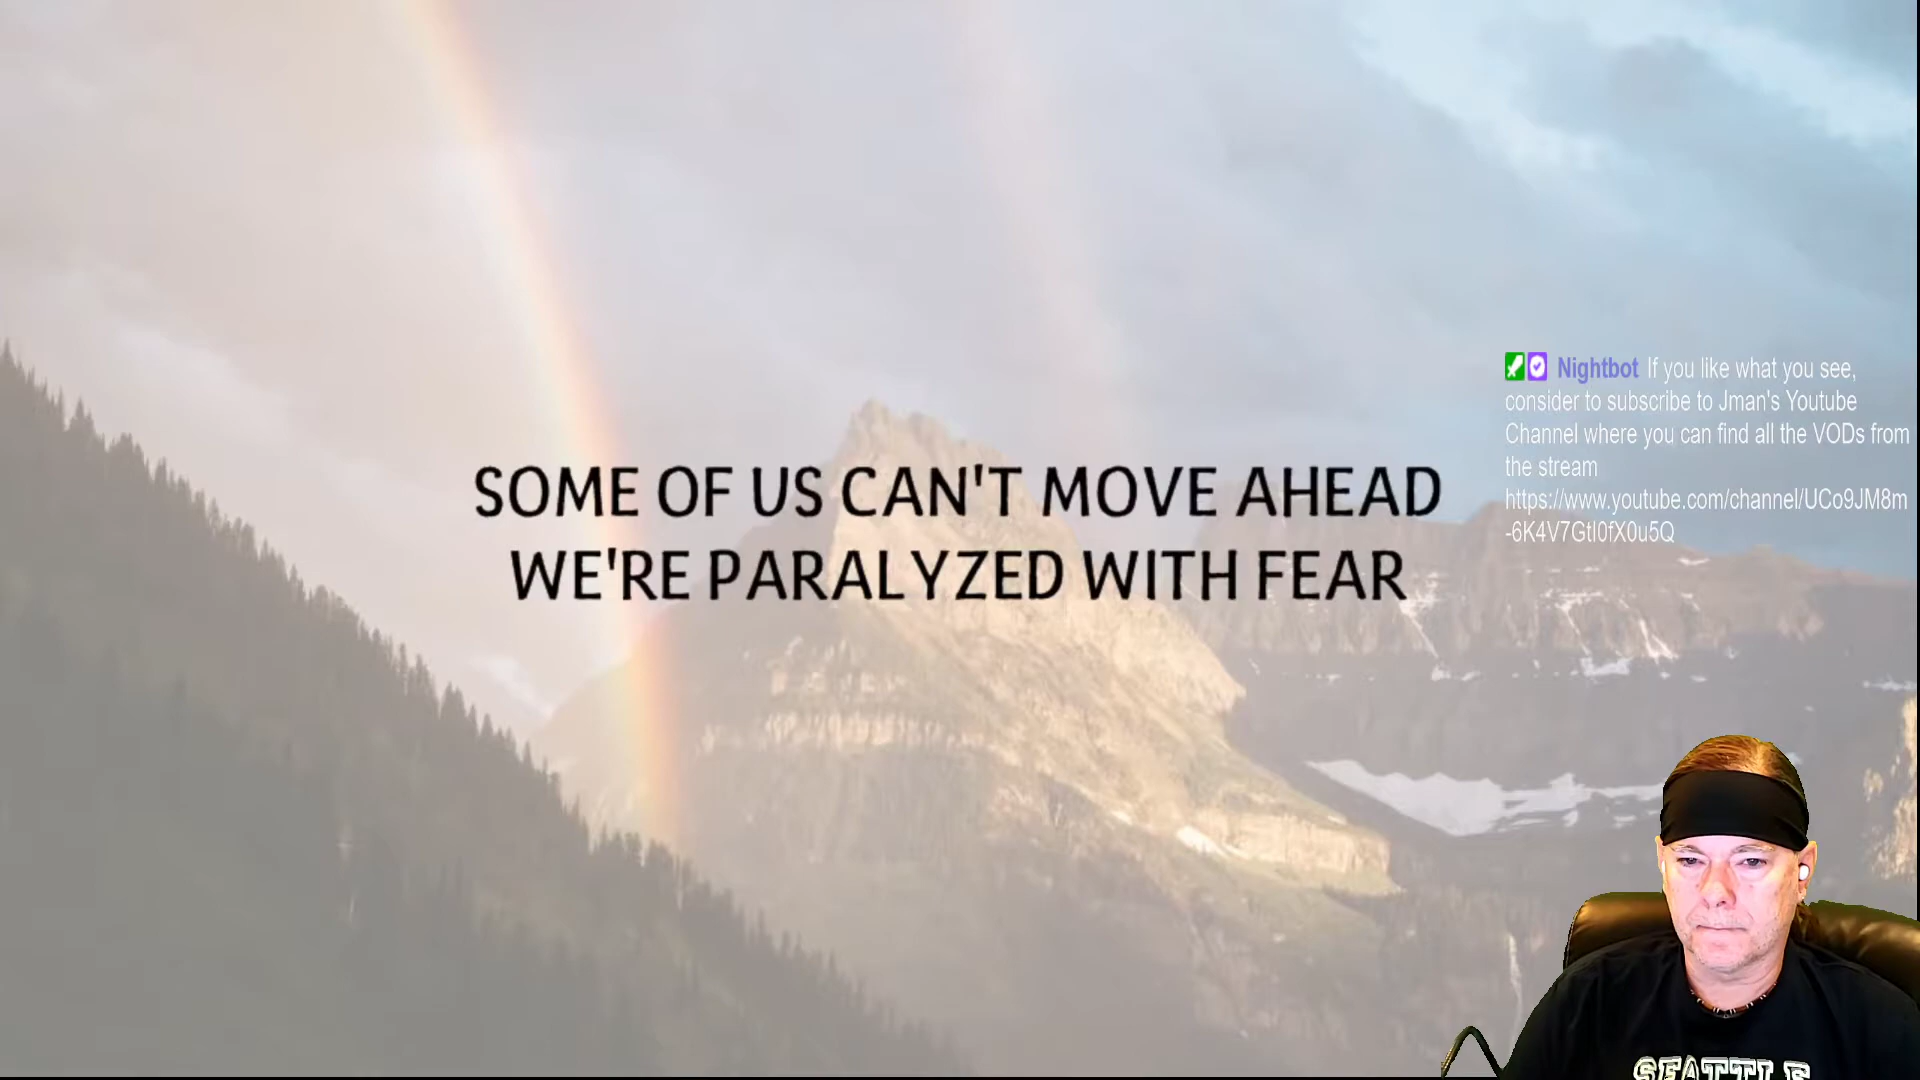 SOME OF US CAN'T MOVE AHEAD
WE'RE PARALYZED WITH FEAR
Nightbot If you like what you see,
consider to subscribe to Jman's Youtube
Channel where you can find all the VODs from
the stream
https://www.youtube.com/channel/UCo9JM8m
-6K4V7GtI0fX0u5Q
SEATTLE